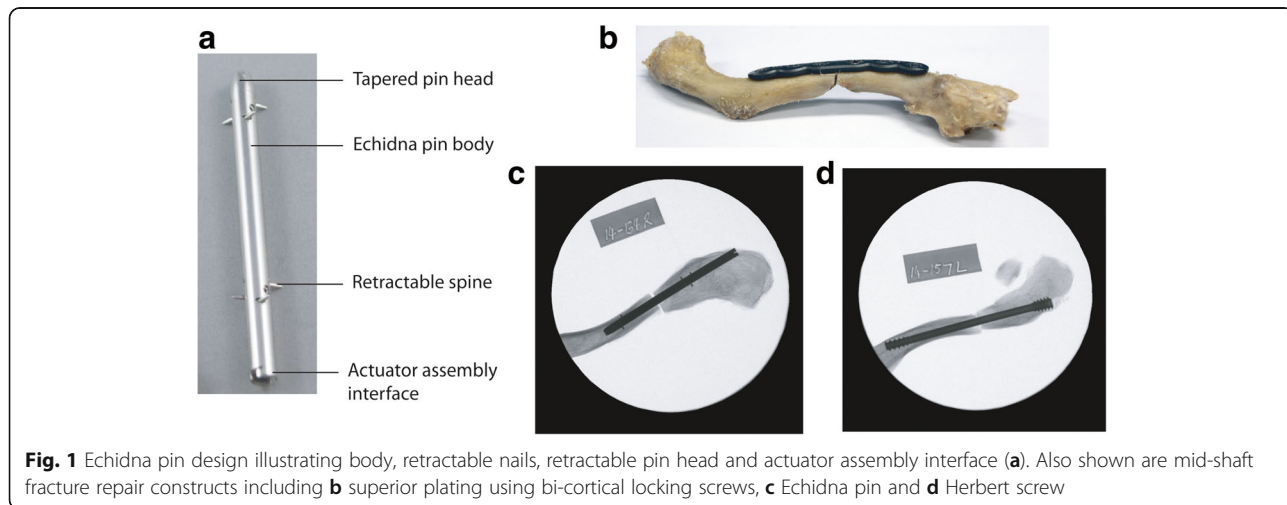 a
Tapered pin head
Echidna pin body
Retractable spine
Actuator assembly
interface
b
c
14-134 R
d
14-157 L
Fig. 1 Echidna pin design illustrating body, retractable nails, retractable pin head and actuator assembly interface (a). Also shown are mid-shaft
fracture repair constructs including b superior plating using bi-cortical locking screws, c Echidna pin and d Herbert screw